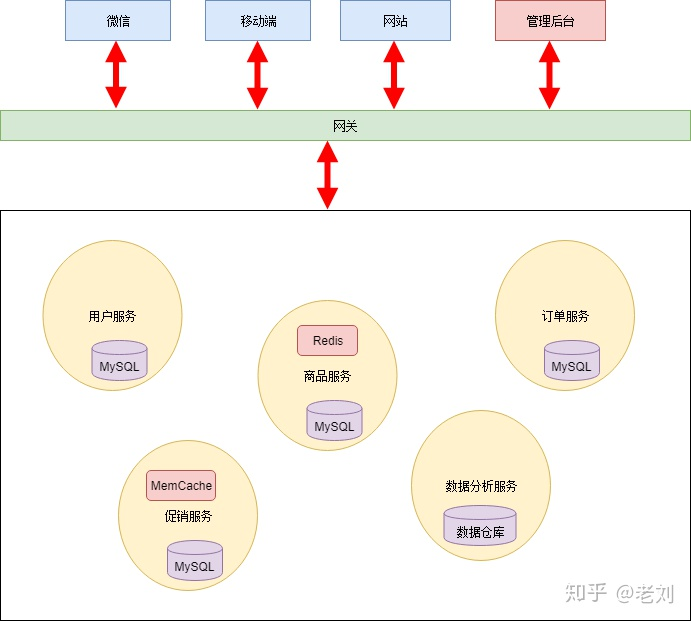 微信
移动端
网站
管理后台
网关
用户服务
MySQL
Redis
商品服务
MySQL
订单服务
MySQL
MemCache
促销服务
MySQL
数据分析服务
数据仓库
知乎 @老刘